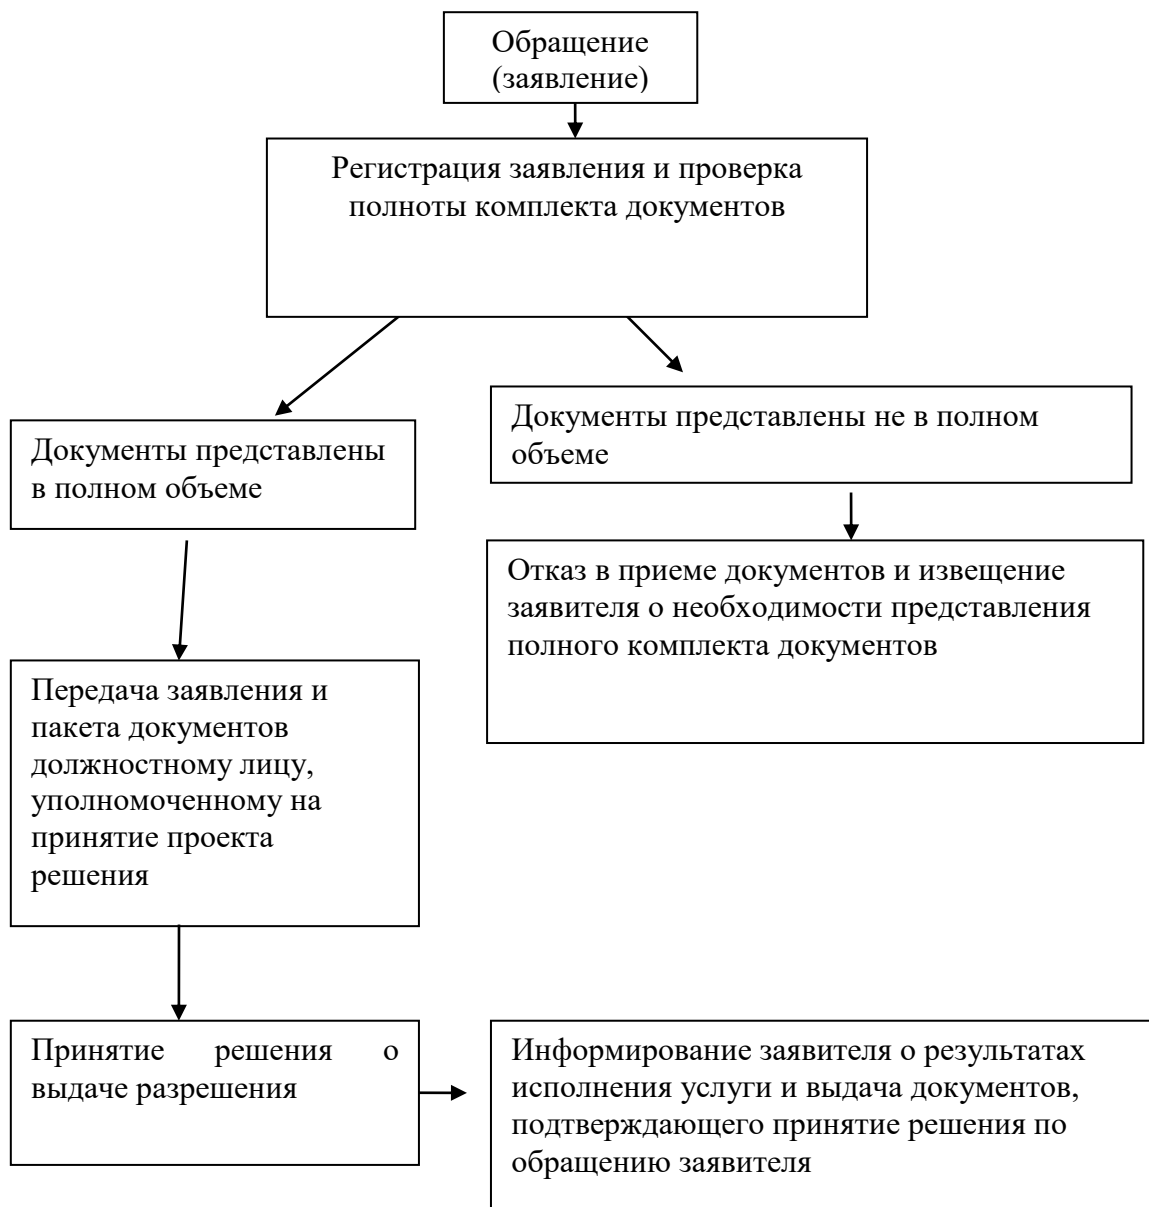 Обращение
(заявление)
Регистрация заявления и проверка
полноты комплекта документов
Документы представлены
в полном объеме
Документы представлены не в полном
объеме
Отказ в приеме документов и извещение
заявителя о необходимости представления
полного комплекта документов
Передача заявления и
пакета документов
должностному лицу,
уполномоченному на
принятие проекта
решения
Принятие решения о
выдаче разрешения
Информирование заявителя о результатах
исполнения услуги и выдача документов,
подтверждающего принятие решения по
обращению заявителя